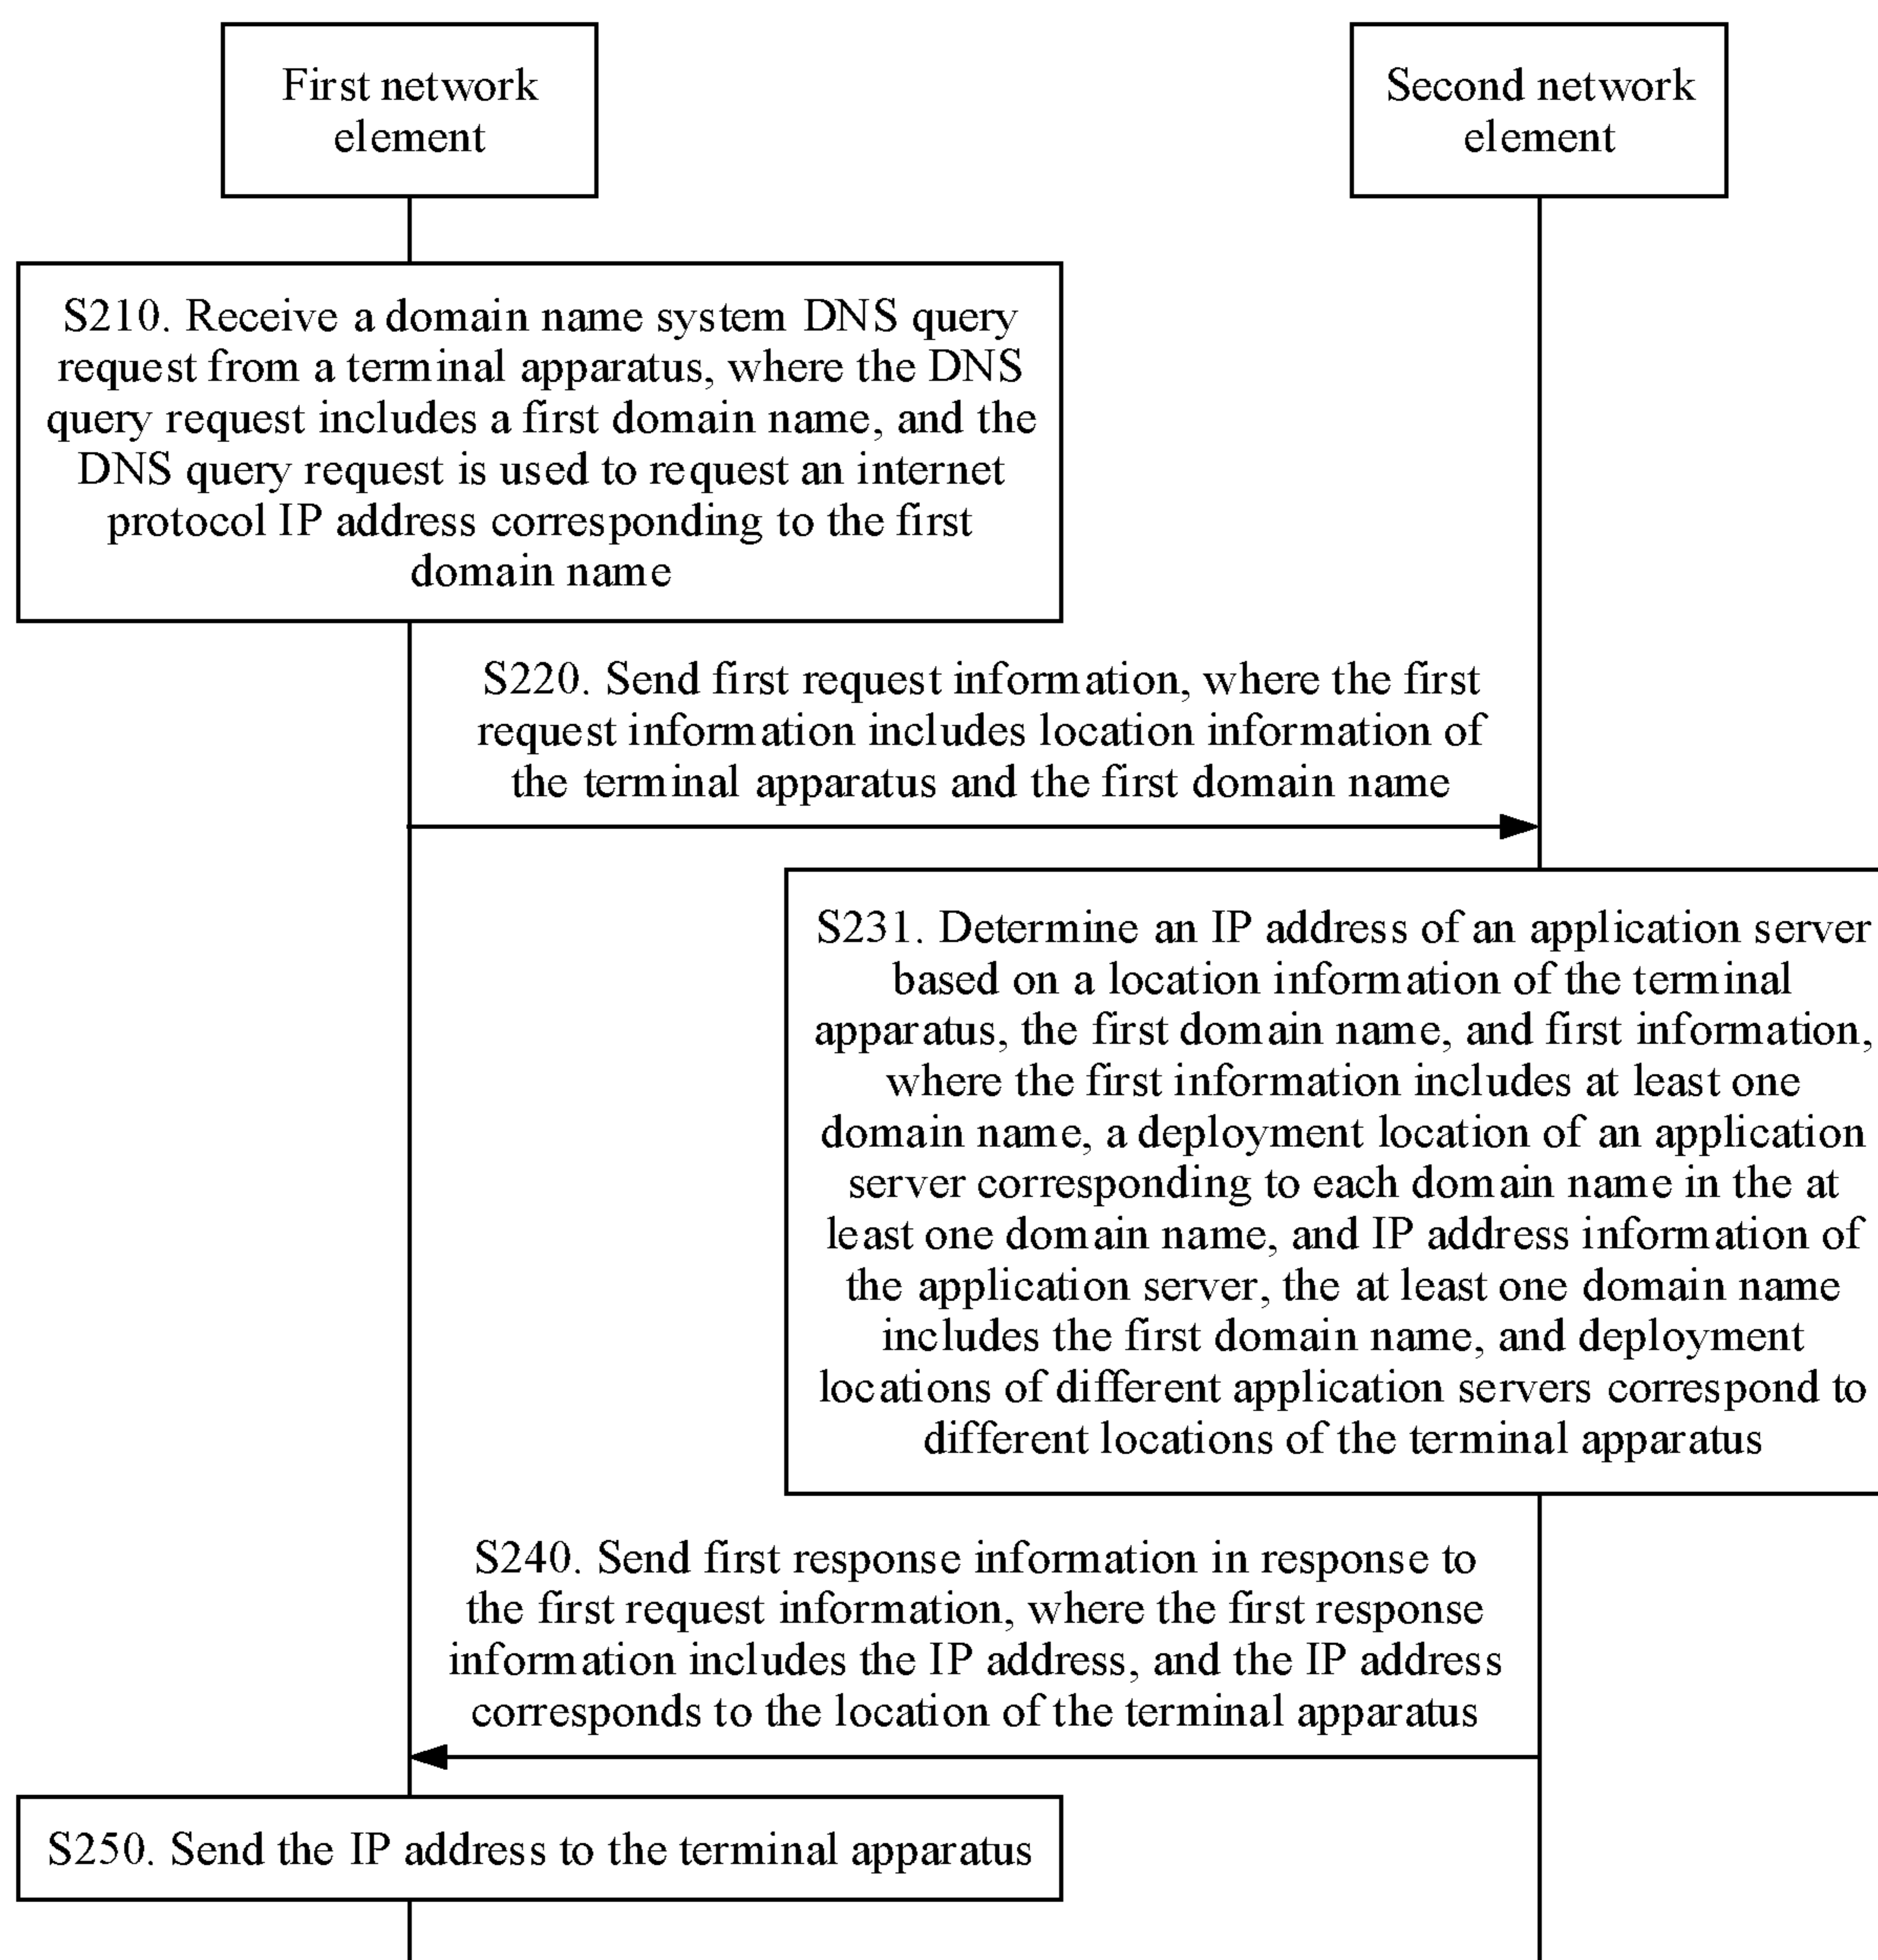 First network
element
Second network
element
S210. Receive a domain name system DNS query
request from a terminal apparatus, where the DNS
query request includes a first domain name, and the
DNS query request is used to request an internet
protocol IP address corresponding to the first
domain name
S220. Send first request information, where the first
request information includes location information of
the terminal apparatus and the first domain name
S231. Determine an IP address of an application server
based on a location information of the terminal
apparatus, the first domain name, and first information,
where the first information includes at least one
domain name, a deployment location of an application
server corresponding to each domain name in the at
least one domain name, and IP address information of
the application server, the at least one domain name
includes the first domain name, and deployment
locations of different application servers correspond to
different locations of the terminal apparatus
S240. Send first response information in response to
the first request information, where the first response
information includes the IP address, and the IP address
corresponds to the location of the terminal apparatus
S250. Send the IP address to the terminal apparatus